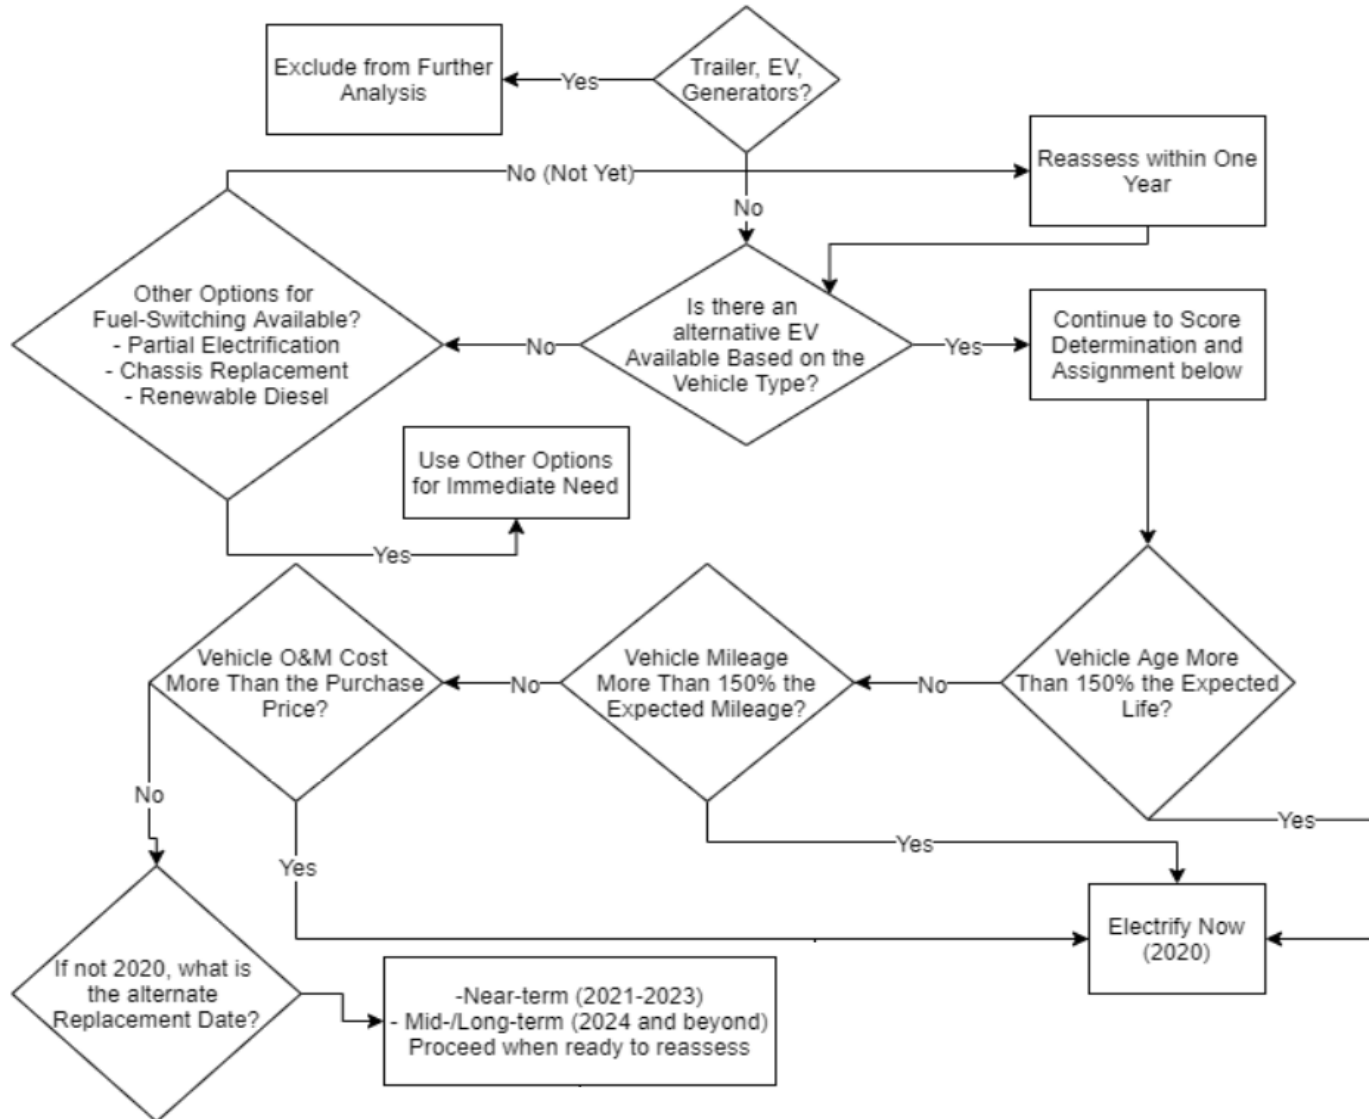 Exclude from Further
Analysis
Yes
Trailer, EV,
Generators?
No (Not Yet)
Reassess within One
Year
No
Other Options for
Fuel-Switching Available?
- Partial Electrification
- Chassis Replacement
- Renewable Diesel
No
Is there an
alternative EV
Available Based on the
Vehicle Type?
Yes
Continue to Score
Determination and
Assignment below
Use Other Options
for Immediate Need
Yes
Vehicle O&M Cost
More Than the Purchase
Price?
No
Vehicle Mileage
More Than 150% the
Expected Mileage?
No
Vehicle Age More
Than 150% the Expected
Life?
No
Yes
Yes
Yes
Electrify Now
(2020)
If not 2020, what is
the alternate
Replacement Date?
-Near-term (2021-2023)
- Mid-/Long-term (2024 and beyond)
Proceed when ready to reassess